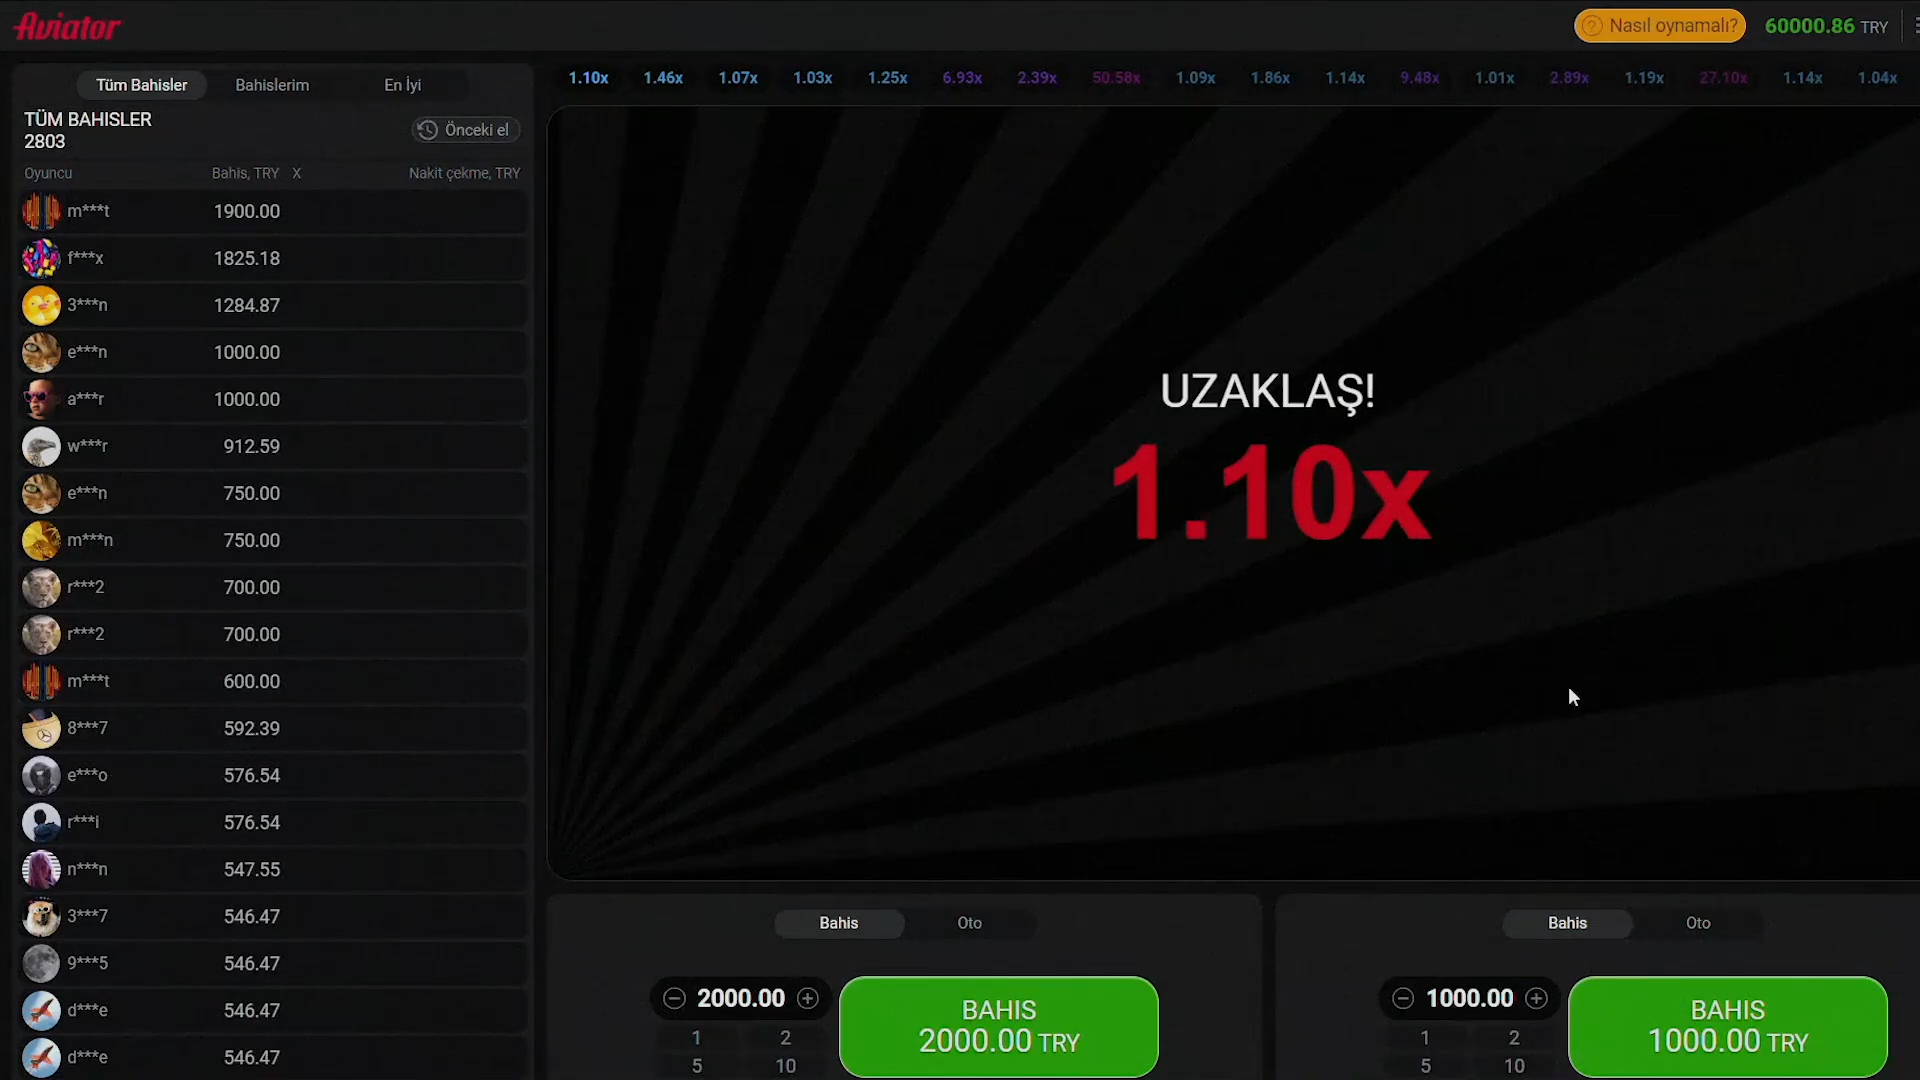 Aviator
Nasıl oynamalı?
60000.86 TRY
Tüm Bahisler
Bahislerim
En İyi
1.10x 1.46x 1.07x 1.03x 1.25x 6.93x 2.39x 50.58x 1.09x 1.86x 1.14x 9.48x 1.01x 2.89x 1.19x 27.10x 1.14x 1.04x
TÜM BAHISLER
2803
Önceki el
Oyuncu Bahis, TRY X Nakit çekme, TRY
m***t 1900.00
f***x 1825.18
3***n 1284.87
e***n 1000.00
a***r 1000.00
w***r 912.59
e***n 750.00
m***n 750.00
r***2 700.00
r***2 700.00
m***t 600.00
8***7 592.39
e***o 576.54
r***i 576.54
n***n 547.55
3***7 546.47
9***5 546.47
d***e 546.47
d***e 546.47
UZAKLAŞ!
1.10x
Bahis Oto
2000.00
1 2
5 10
BAHIS
2000.00 TRY
Bahis Oto
1000.00
1 2
5 10
BAHIS
1000.00 TRY